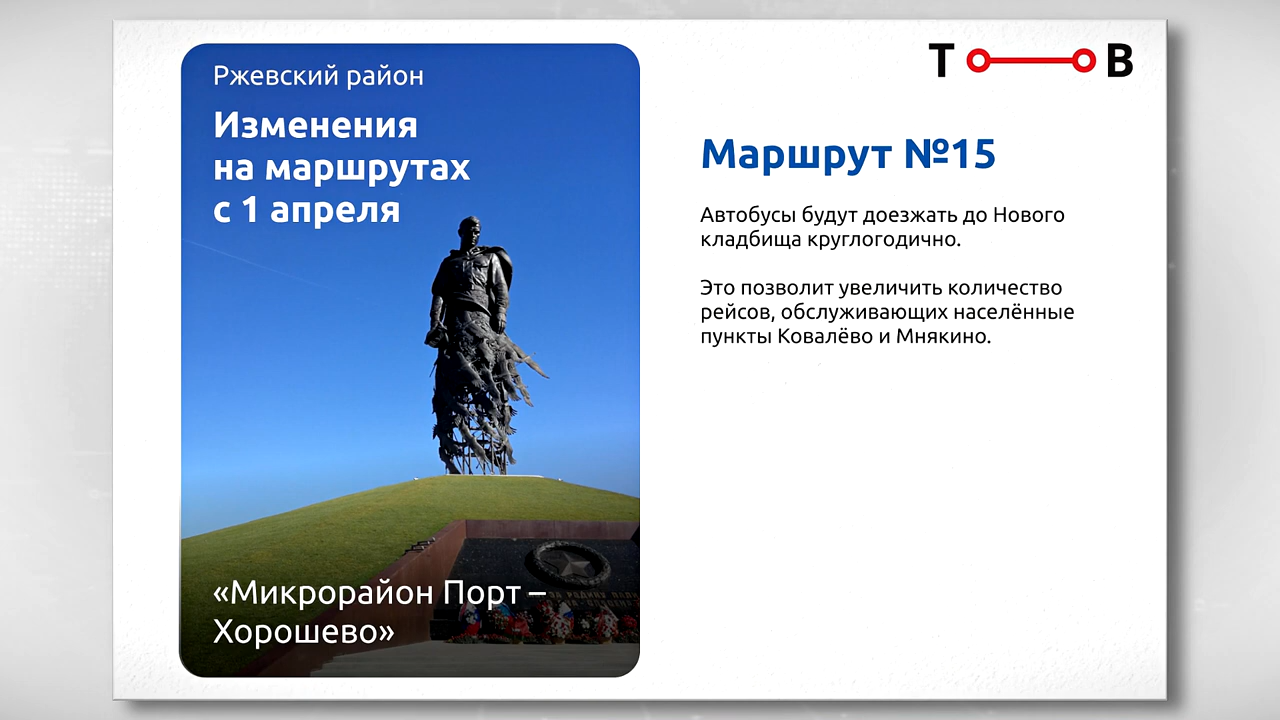 Ржевский район
Изменения
на маршрутах
с 1 апреля
«Микрорайон Порт –
Хорошево»
Т В
Маршрут №15
Автобусы будут доезжать до Нового
кладбища круглогодично.
Это позволит увеличить количество
рейсов, обслуживающих населённые
пункты Ковалёво и Мнякино.